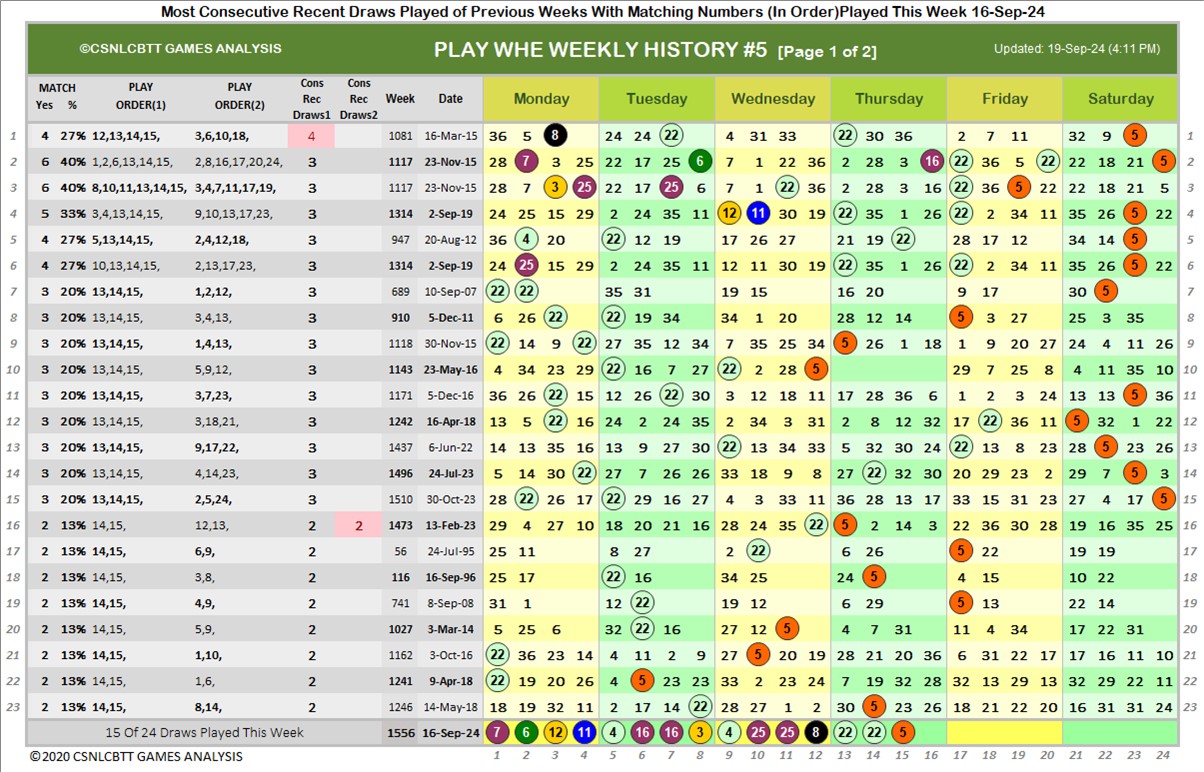 Most Consecutive Recent Draws Played of Previous Weeks With Matching Numbers (In Order)Played This Week 16-Sep-24
©CSNLCBTT GAMES ANALYSIS PLAY WHE WEEKLY HISTORY #5 [Page 1 of 2] Updated: 19-Sep-24 (4:11 PM)
MATCH PLAY PLAY Cons Cons
Yes % ORDER(1) ORDER(2) Rec Rec Week Date Monday Tuesday Wednesday Thursday Friday Saturday
Draws1 Draws2
1 4 27% 12,13,14,15, 3,6,10,18, 4 1081 16-Mar-15 36 5 8 24 24 22 4 31 33 22 30 36 2 7 11 32 9 5 1
2 6 40% 1,2,6,13,14,15, 2,8,16,17,20,24, 3 1117 23-Nov-15 28 7 3 25 22 17 25 6 7 1 22 36 2 28 3 16 22 36 5 22 22 18 21 5 2
3 6 40% 8,10,11,13,14,15, 3,4,7,11,17,19, 3 1117 23-Nov-15 28 7 3 25 22 17 25 6 7 1 22 36 2 28 3 16 22 36 5 22 22 18 21 5 3
4 5 33% 3,4,13,14,15, 9,10,13,17,23, 3 1314 2-Sep-19 24 25 15 29 2 24 35 11 12 11 30 19 22 35 1 26 22 2 34 11 35 26 5 22 4
5 4 27% 5,13,14,15, 2,4,12,18, 3 947 20-Aug-12 36 4 20 22 12 19 17 26 27 21 19 22 28 17 12 34 14 5 5
6 4 27% 10,13,14,15, 2,13,17,23, 3 1314 2-Sep-19 24 25 15 29 2 24 35 11 12 11 30 19 22 35 1 26 22 2 34 11 35 26 5 22 6
7 3 20% 13,14,15, 1,2,12, 3 689 10-Sep-07 22 22 35 31 19 15 16 20 9 17 30 5 7
8 3 20% 13,14,15, 3,4,13, 3 910 5-Dec-11 6 26 22 22 19 34 34 1 20 28 12 14 5 3 27 25 3 35 8
9 3 20% 13,14,15, 1,4,13, 3 1118 30-Nov-15 22 14 9 22 27 35 12 34 7 35 25 34 5 26 1 18 1 9 20 27 24 4 11 26 9
10 3 20% 13,14,15, 5,9,12, 3 1143 23-May-16 4 34 23 29 22 16 7 27 22 2 28 5 29 7 25 8 4 11 35 10 10
11 3 20% 13,14,15, 3,7,23, 3 1171 5-Dec-16 36 26 22 15 12 26 22 30 3 12 18 11 17 28 36 6 1 2 3 24 13 13 5 36 11
12 3 20% 13,14,15, 3,18,21, 3 1242 16-Apr-18 13 5 22 16 24 2 24 35 2 34 3 31 2 8 12 32 17 22 36 11 5 32 1 22 12
13 3 20% 13,14,15, 9,17,22, 3 1437 6-Jun-22 14 13 35 16 13 9 27 30 22 13 34 33 5 32 30 24 22 13 8 23 28 5 23 26 13
14 3 20% 13,14,15, 4,14,23, 3 1496 24-Jul-23 5 14 30 22 27 7 26 26 33 18 9 8 27 22 32 30 20 29 23 2 29 7 5 3 14
15 3 20% 13,14,15, 2,5,24, 3 1510 30-Oct-23 28 22 26 17 22 29 16 27 4 3 33 11 36 28 13 17 33 15 31 23 27 4 17 5 15
16 2 13% 14,15, 12,13, 2 2 1473 13-Feb-23 29 4 27 10 18 20 21 16 28 24 35 22 5 2 14 3 22 36 30 28 19 16 35 25 16
17 2 13% 14,15, 6,9, 2 56 24-Jul-95 25 11 8 27 2 22 6 26 5 22 19 19 17
18 2 13% 14,15, 3,8, 2 116 16-Sep-96 25 17 22 16 34 25 24 5 4 15 10 22 18
19 2 13% 14,15, 4,9, 2 741 8-Sep-08 31 1 12 22 19 12 6 29 5 13 22 14 19
20 2 13% 14,15, 5,9, 2 1027 3-Mar-14 5 25 6 32 22 16 27 12 5 4 7 31 11 4 34 17 22 31 20
21 2 13% 14,15, 1,10, 2 1162 3-Oct-16 22 36 23 14 4 11 2 9 27 5 20 19 28 21 20 36 6 31 22 17 17 16 11 10 21
22 2 13% 14,15, 1,6, 2 1241 9-Apr-18 22 19 20 26 4 5 23 23 33 2 23 24 7 19 32 28 32 13 29 13 32 29 22 11 22
23 2 13% 14,15, 8,14, 2 1246 14-May-18 18 19 32 11 2 17 14 22 28 27 1 2 30 5 23 26 18 21 22 20 16 31 31 24 23
15 Of 24 Draws Played This Week 1556 16-Sep-24 7 6 12 11 4 16 16 3 4 25 25 8 22 22 5
©2020 CSNLCBTT GAMES ANALYSIS 1 2 3 4 5 6 7 8 9 10 11 12 13 14 15 16 17 18 19 20 21 22 23 24